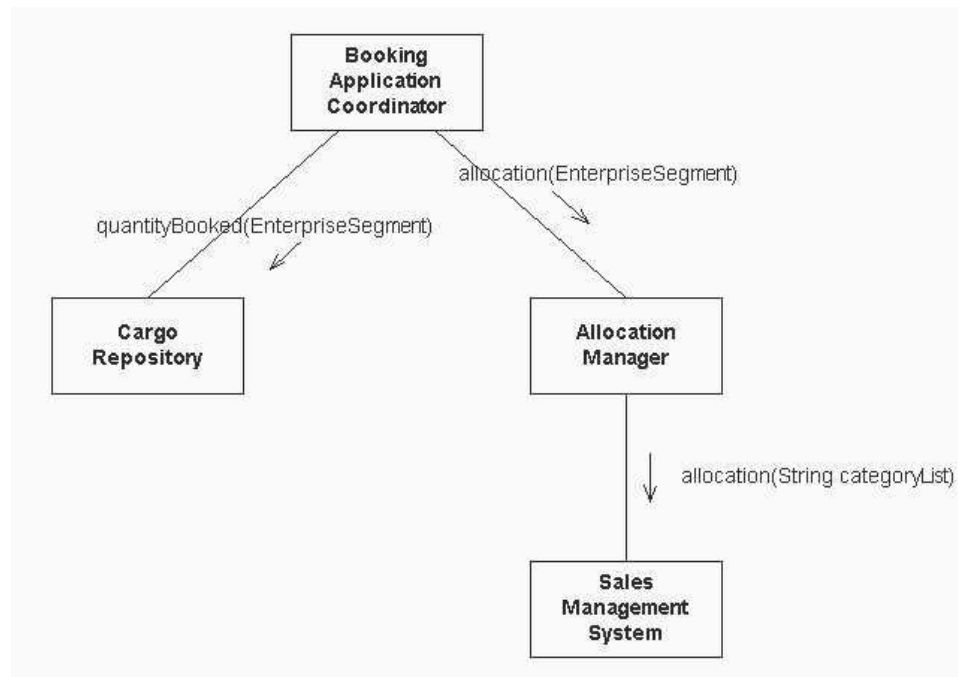 Booking
Application
Coordinator
allocation(EnterpriseSegment)
quantityBooked(EnterpriseSegment)
Cargo
Repository
Allocation
Manager
allocation(String categoryList)
Sales
Management
System